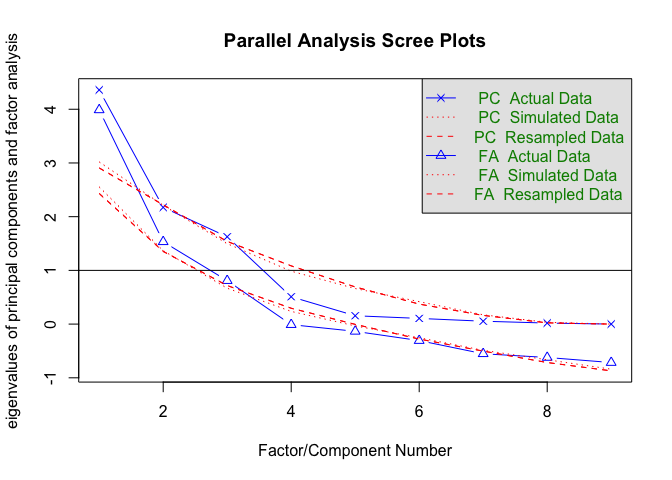 Parallel Analysis Scree Plots
eigenvalues of principal components and factor analysis
4
3
2
1
0
-1
PC Actual Data
PC Simulated Data
PC Resampled Data
FA Actual Data
FA Simulated Data
FA Resampled Data
2
4
6
8
Factor/Component Number